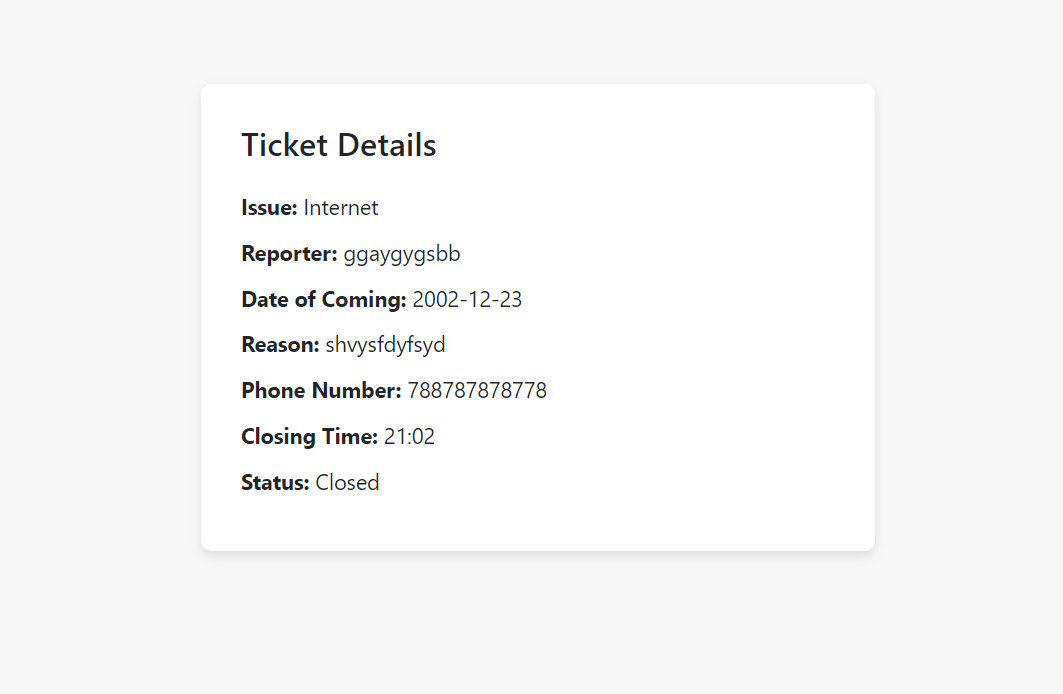 Ticket Details
Issue: Internet
Reporter: ggaygygsbb
Date of Coming: 2002-12-23
Reason: shvysfdyfsyd
Phone Number: 788787878778
Closing Time: 21:02
Status: Closed